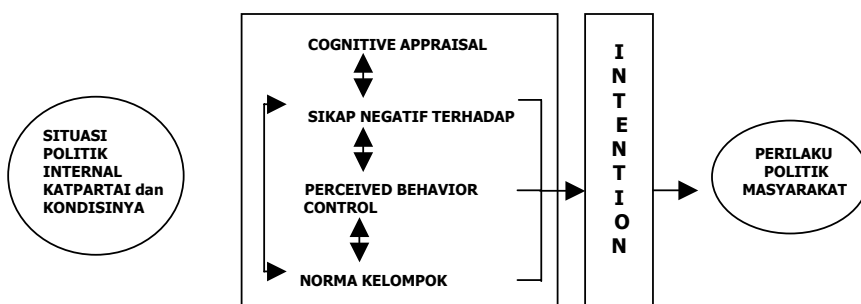 SITUASI
POLITIK
INTERNAL
KATPARTAI dan
KONDISINYA
COGNITIVE APPRAISAL
SIKAP NEGATIF TERHADAP
PERCEIVED BEHAVIOR
CONTROL
NORMA KELOMPOK
I
N
T
E
N
T
I
O
N
PERILAKU
POLITIK
MASYARAKAT